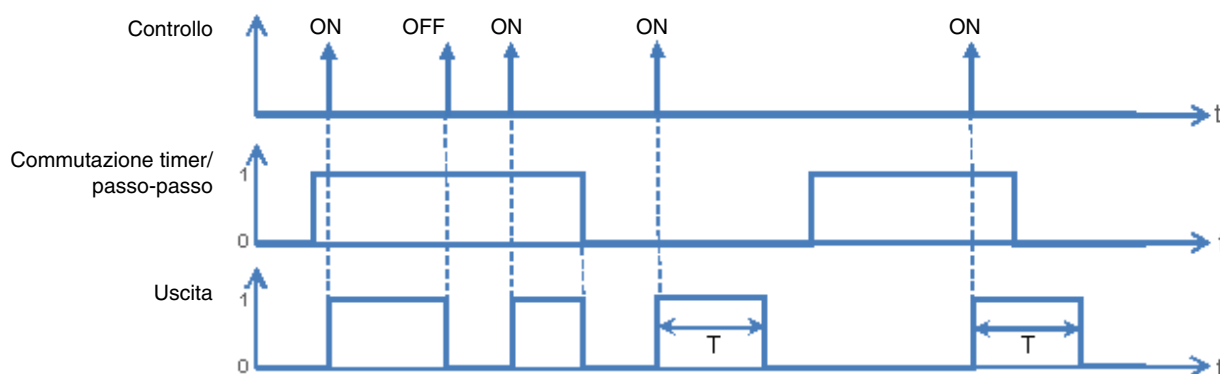 Controllo
ON OFF ON ON ON
t
Commutazione timer/
passo-passo
1
0
Uscita
1
T T
0
t